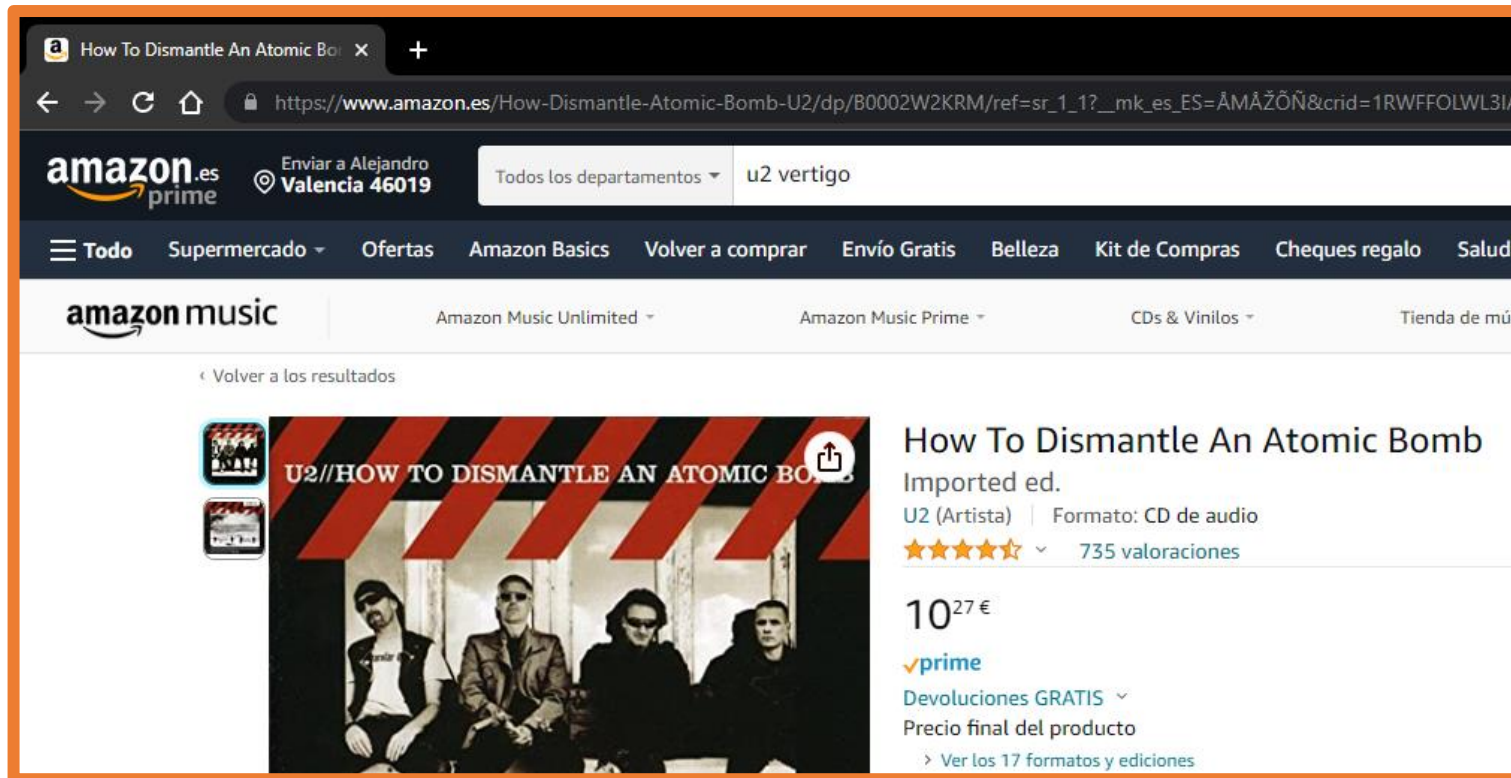 How To Dismantle An Atomic Bo
https://www.amazon.es/How-Dismantle-Atomic-Bomb-U2/dp/B0002W2KRM/ref=sr_1_1?__mk_es_ES=ÅMÅŽÕÑ&crid=1RWFFOLWL3I
amazon.es prime
Enviar a Alejandro
Valencia 46019
Todos los departamentos
u2 vertigo
Todo Supermercado Ofertas Amazon Basics Volver a comprar Envío Gratis Belleza Kit de Compras Cheques regalo Salud
amazon music Amazon Music Unlimited Amazon Music Prime CDs & Vinilos Tienda de mú
‹ Volver a los resultados
U2//HOW TO DISMANTLE AN ATOMIC BOMB
How To Dismantle An Atomic Bomb
Imported ed.
U2 (Artista) | Formato: CD de audio
735 valoraciones
1027 €
prime
Devoluciones GRATIS
Precio final del producto
› Ver los 17 formatos y ediciones